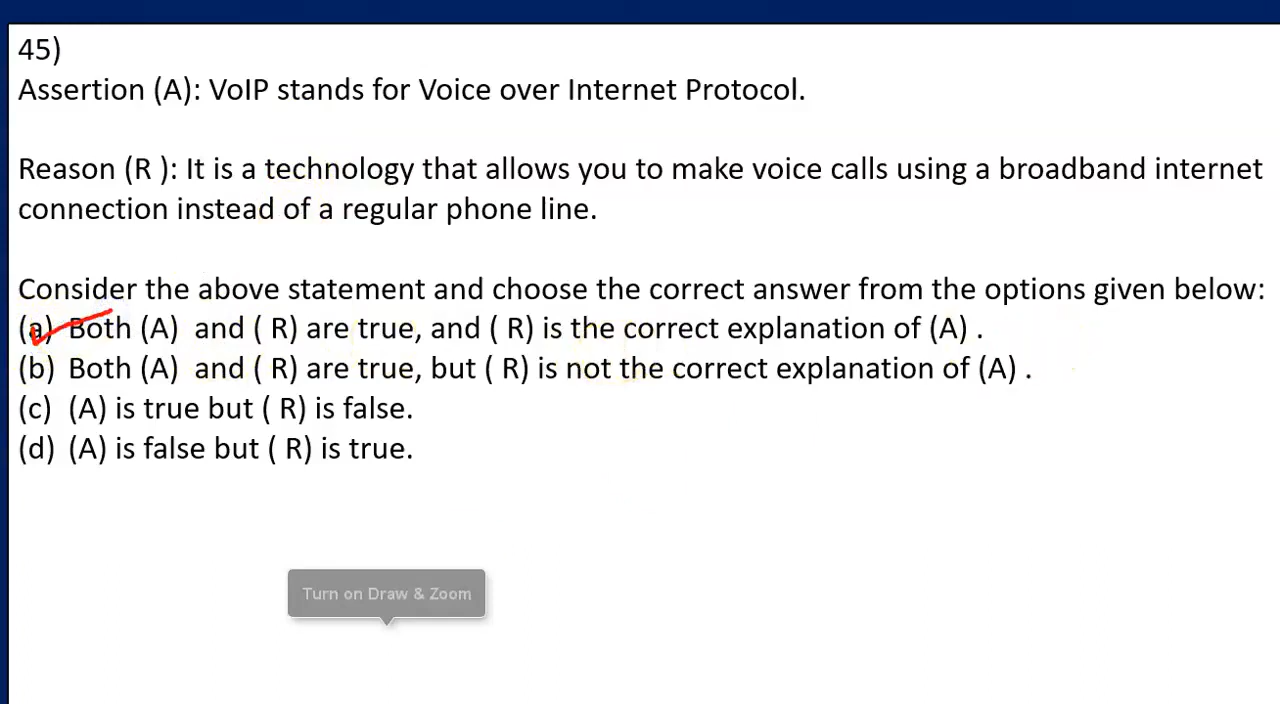 45)
Assertion (A): VoIP stands for Voice over Internet Protocol.
Reason (R ): It is a technology that allows you to make voice calls using a broadband internet
connection instead of a regular phone line.
Consider the above statement and choose the correct answer from the options given below:
(a) Both (A) and ( R) are true, and ( R) is the correct explanation of (A) .
(b) Both (A) and ( R) are true, but ( R) is not the correct explanation of (A) .
(c) (A) is true but ( R) is false.
(d) (A) is false but ( R) is true.
Turn on Draw & Zoom